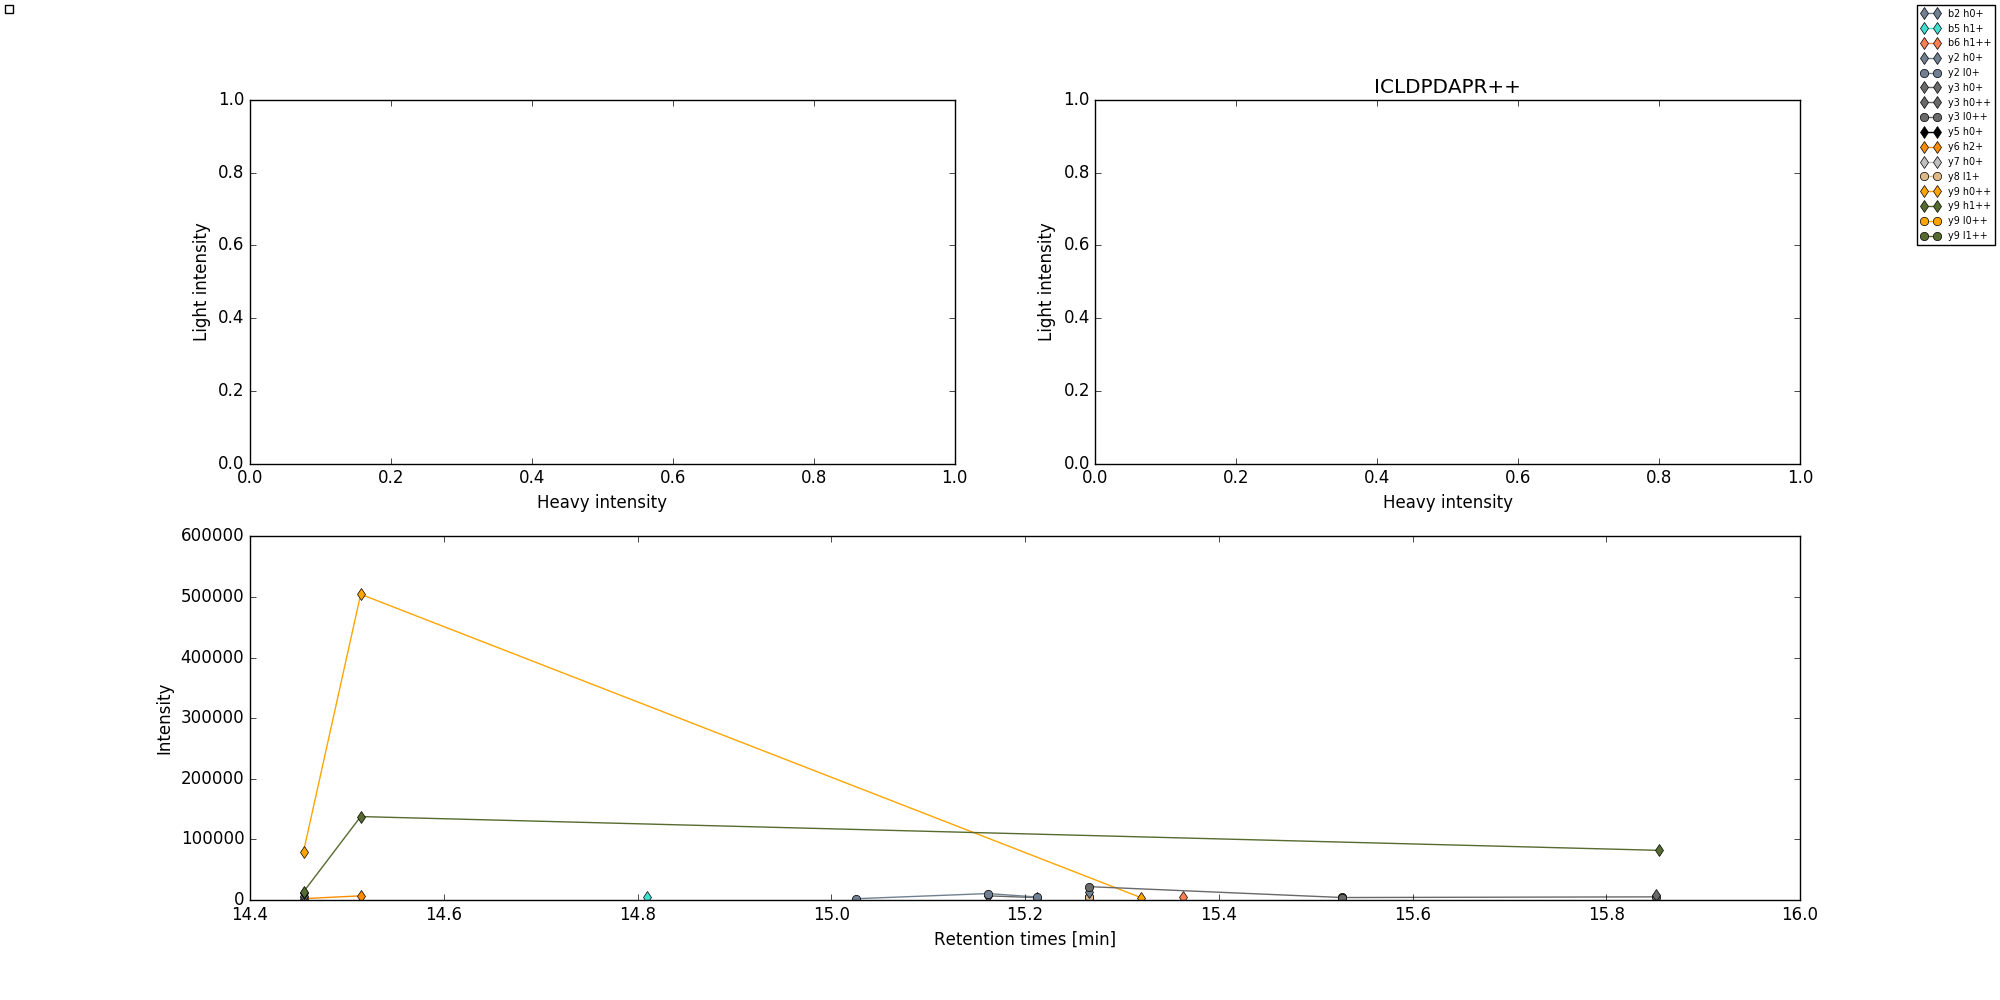 b2 h0+
b5 h1+
b6 h1++
y2 h0+
y2 l0+
y3 h0+
y3 h0++
y3 l0++
y5 h0+
y6 h2+
y7 h0+
y8 l1+
y9 h0++
y9 h1++
y9 l0++
y9 l1++
1.0
0.8
0.6
0.4
0.2
0.0
Light intensity
0.0 0.2 0.4 0.6 0.8 1.0
Heavy intensity
ICLDPDAPR++
1.0
0.8
0.6
0.4
0.2
0.0
Light intensity
0.0 0.2 0.4 0.6 0.8 1.0
Heavy intensity
600000
500000
400000
300000
200000
100000
0
Intensity
14.4 14.6 14.8 15.0 15.2 15.4 15.6 15.8 16.0
Retention times [min]